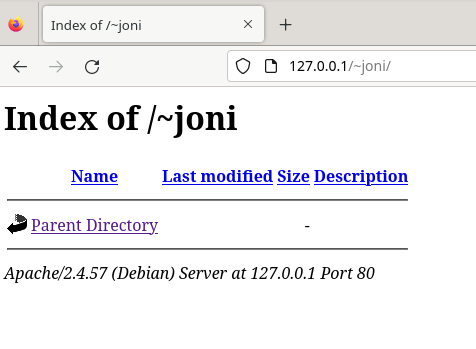 Index of /~joni
127.0.0.1/~joni/
Index of /~joni
Name Last modified Size Description
Parent Directory -
Apache/2.4.57 (Debian) Server at 127.0.0.1 Port 80